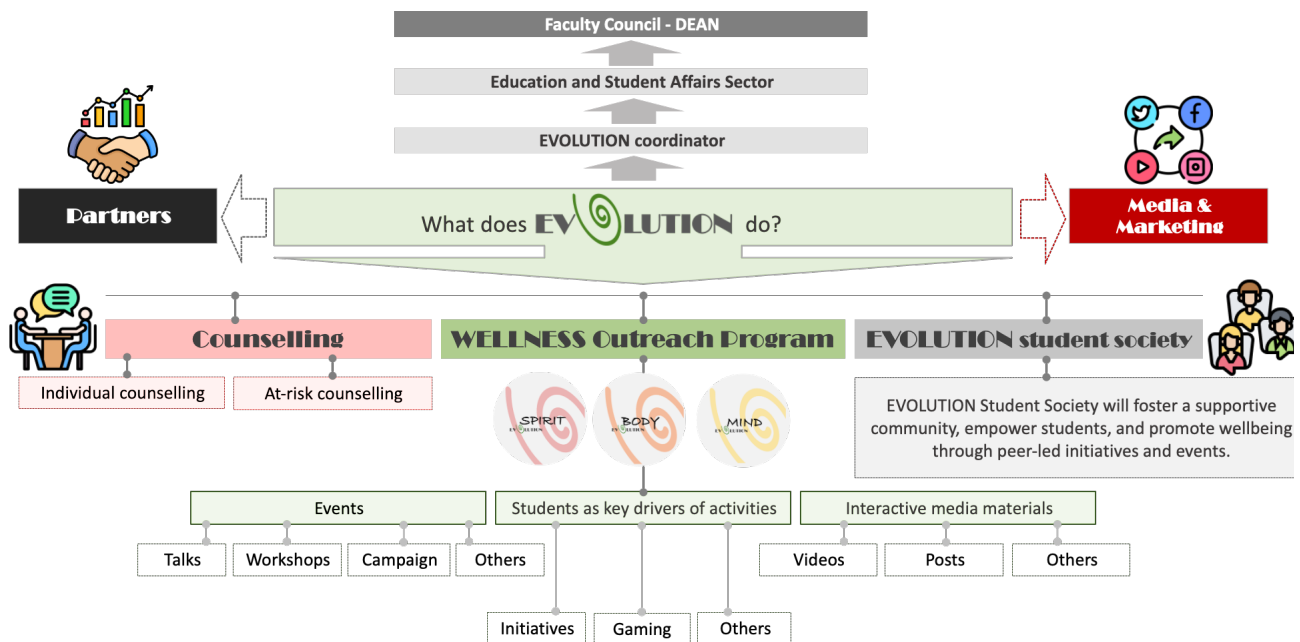 Faculty Council - DEAN
Education and Student Affairs Sector
EVOLUTION coordinator
Partners
What does EVOLUTION do?
Media &
Marketing
Counselling
WELLNESS Outreach Program
EVOLUTION student society
Individual counselling
At-risk counselling
SPIRIT
EVOLUTION
BODY
EVOLUTION
MIND
EVOLUTION
EVOLUTION Student Society will foster a supportive
community, empower students, and promote wellbeing
through peer-led initiatives and events.
Events
Students as key drivers of activities
Interactive media materials
Talks
Workshops
Campaign
Others
Videos
Posts
Others
Initiatives
Gaming
Others